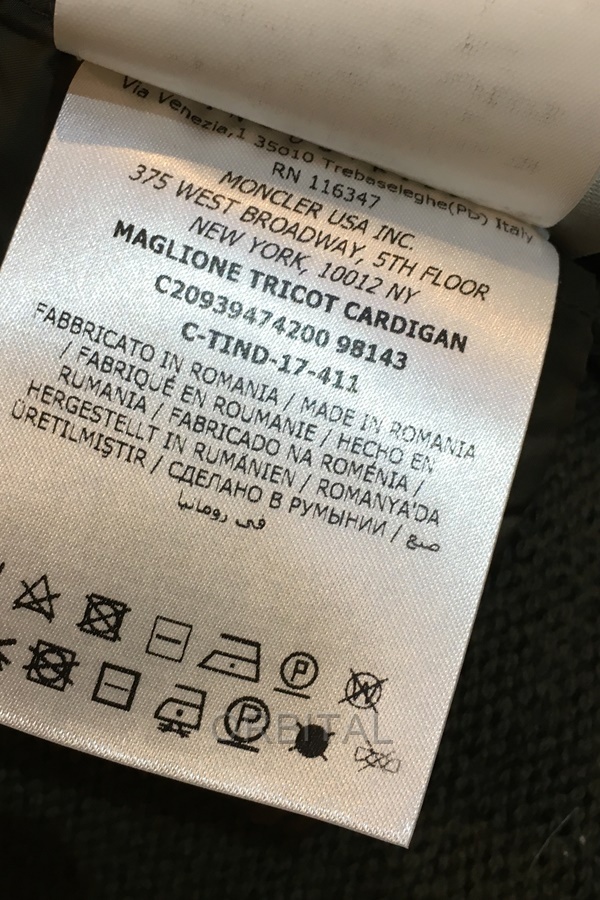 Via Venezia,1 35010 Trebaseleghe(Pd) Italy
RN 116347
MONCLER USA INC.
375 WEST BROADWAY, 5TH FLOOR
NEW YORK, 10012 NY
MAGLIONE TRICOT CARDIGAN
C20939474200 98143
C-TIND-17-411
FABBRICATO IN ROMANIA / MADE IN ROMANIA
/ FABRIQUÉ EN ROUMANIE / HECHO EN
RUMANIA / FABRICADO NA ROMÉNIA /
HERGESTELLT IN RUMÄNIEN / ROMANYA'DA
ÜRETILMIŞTIR / СДЕЛАНО В РУМЫНИИ / صنع
في رومانيا
P
W
P
ORBITAL